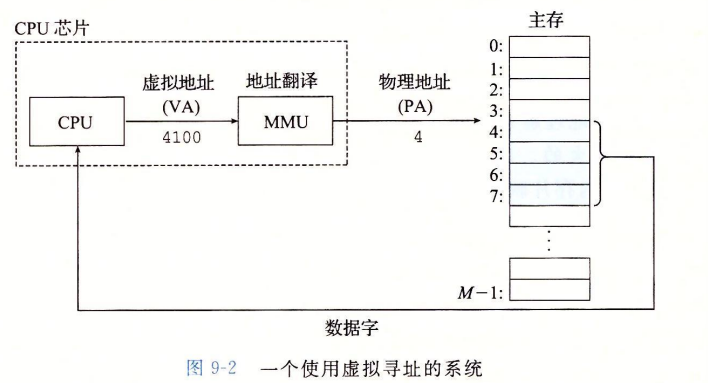 CPU 芯片
主存
虚拟地址
(VA)
4100
地址翻译
物理地址
(PA)
4
CPU
MMU
0:
1:
2:
3:
4:
5:
6:
7:
⋮
M−1:
数据字
图 9-2 一个使用虚拟寻址的系统